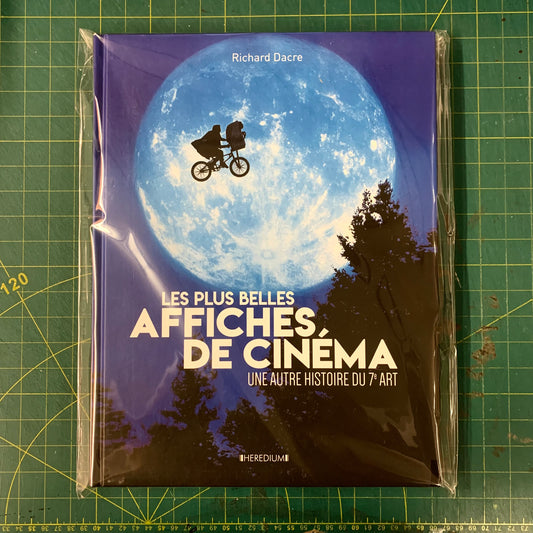 Richard Dacre
LES PLUS BELLES
AFFICHES
DE CINÉMA
UNE AUTRE HISTOIRE DU 7e ART
HEREDIUM
120